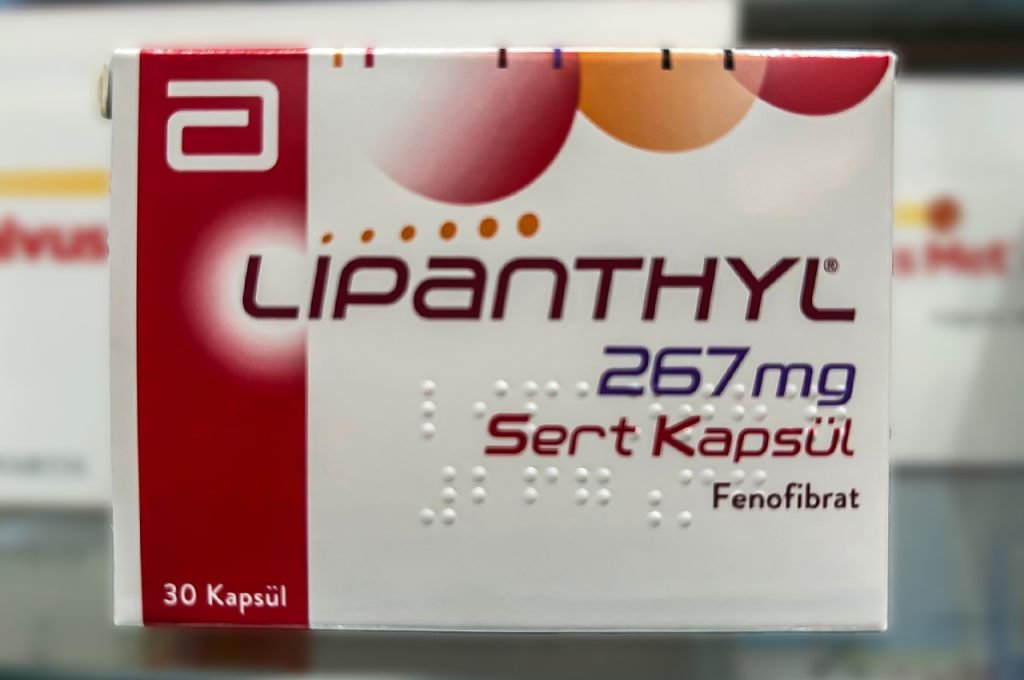 LIPANTHYL®
267 mg
Sert Kapsül
Fenofibrat
30 Kapsül